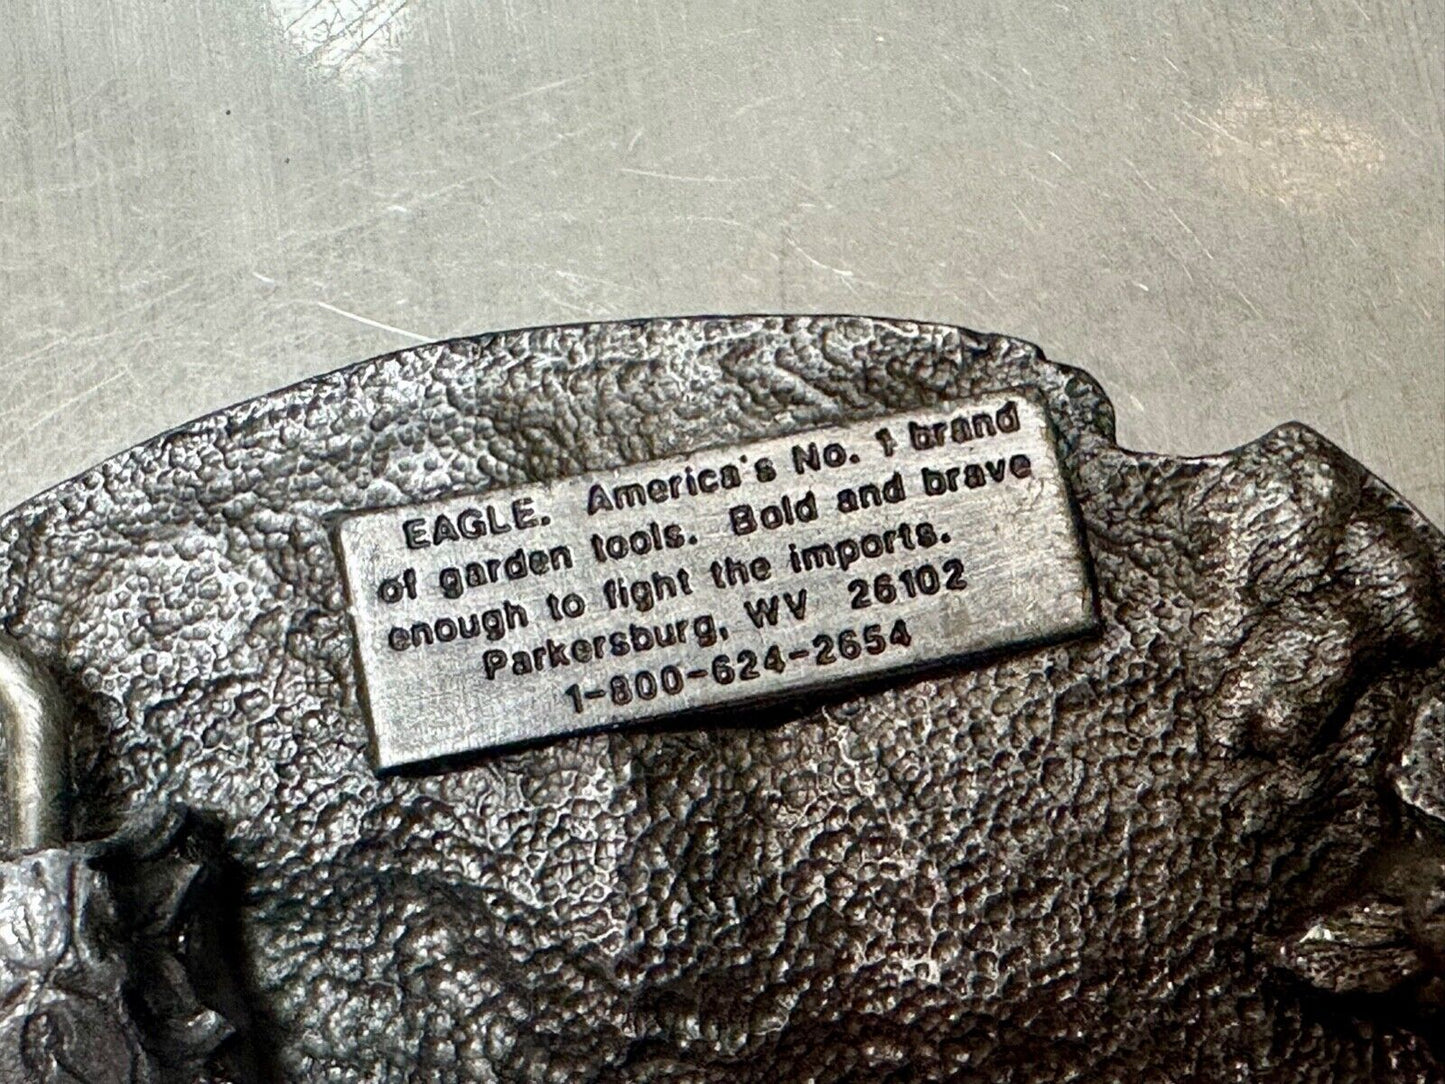 EAGLE. America's No. 1 brand
of garden tools. Bold and brave
enough to fight the imports.
Parkersburg, WV 26102
1-800-624-2654